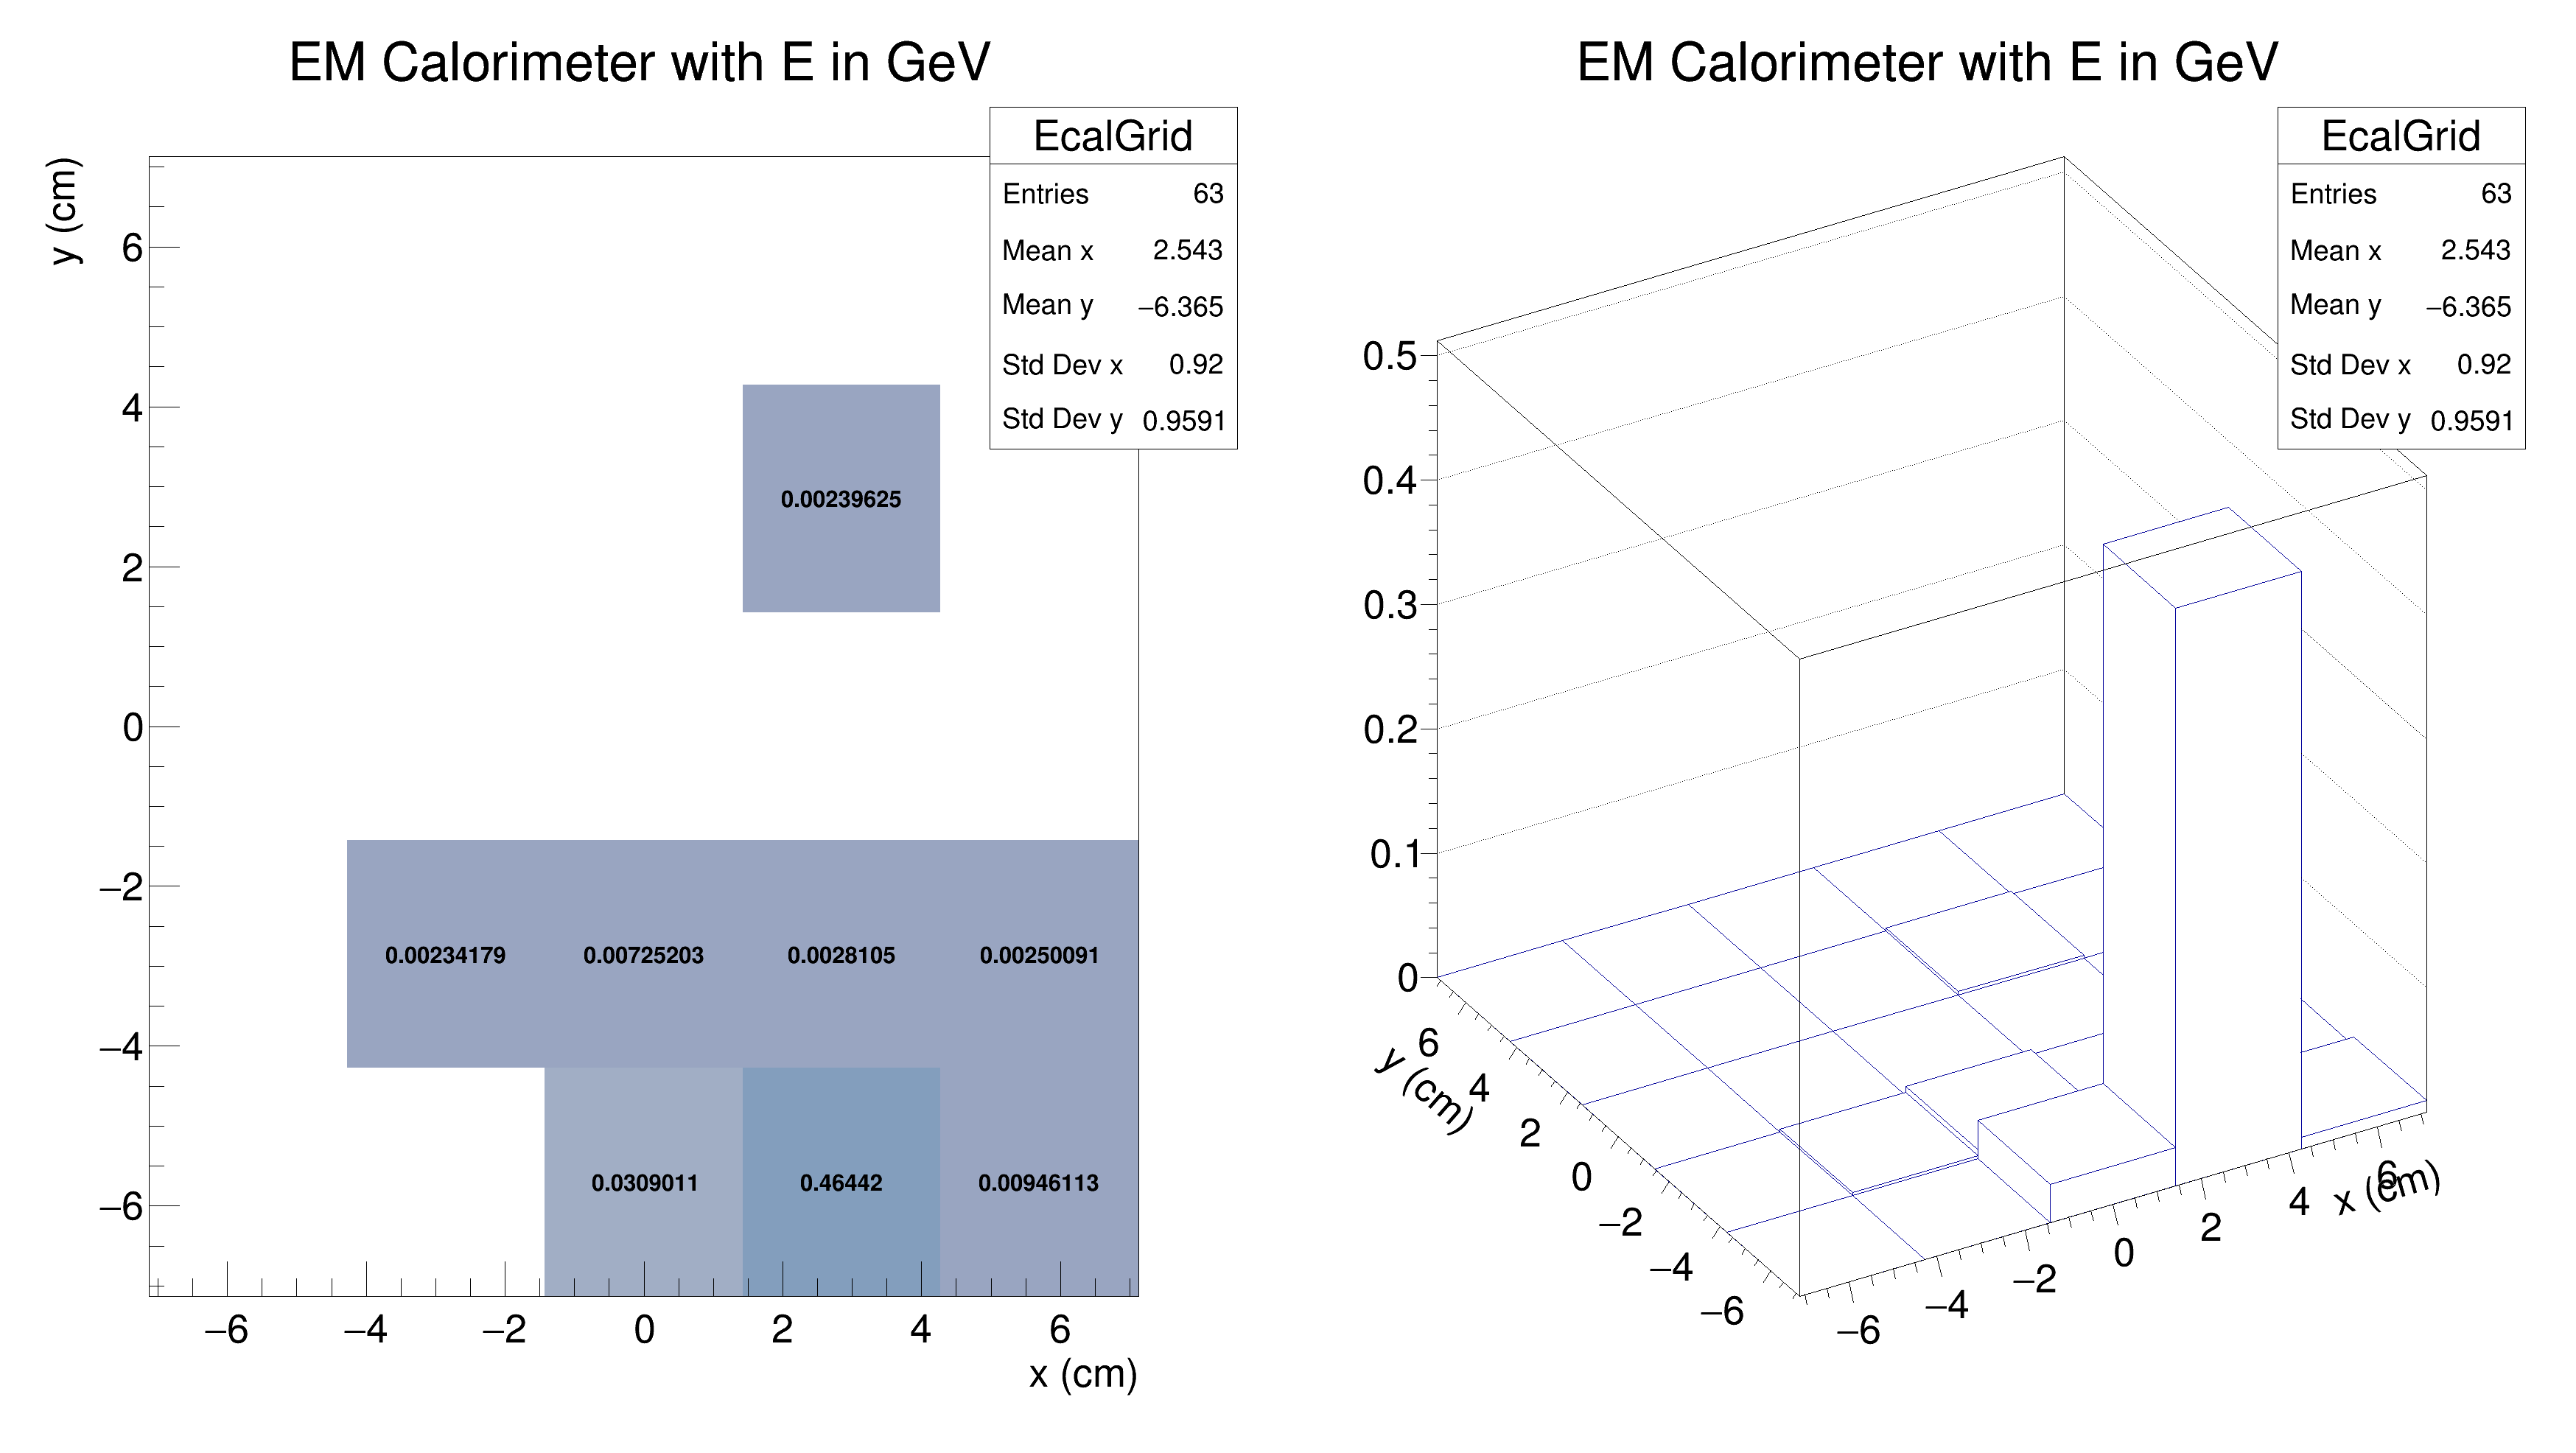 EM Calorimeter with E in GeV
EcalGrid
Entries 63
Mean x 2.543
Mean y −6.365
Std Dev x 0.92
Std Dev y 0.9591
y (cm)
6
4
2
0
−2
−4
−6
0.00239625
0.00234179 0.00725203 0.0028105 0.00250091
0.0309011 0.46442 0.00946113
−6 −4 −2 0 2 4 6
x (cm)
EM Calorimeter with E in GeV
EcalGrid
Entries 63
Mean x 2.543
Mean y −6.365
Std Dev x 0.92
Std Dev y 0.9591
0.5
0.4
0.3
0.2
0.1
0
6
4
2
0
−2
−4
−6
y (cm)
−6 −4 −2 0 2 4 6
x (cm)